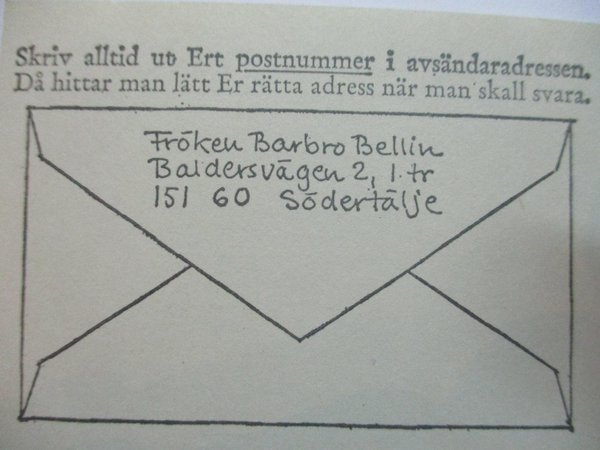 Skriv alltid ut Ert postnummer i avsändaradressen.
Då hittar man lätt Er rätta adress när man skall svara.
Fröken Barbro Bellin
Baldersvägen 2, 1 tr
151 60 Södertälje